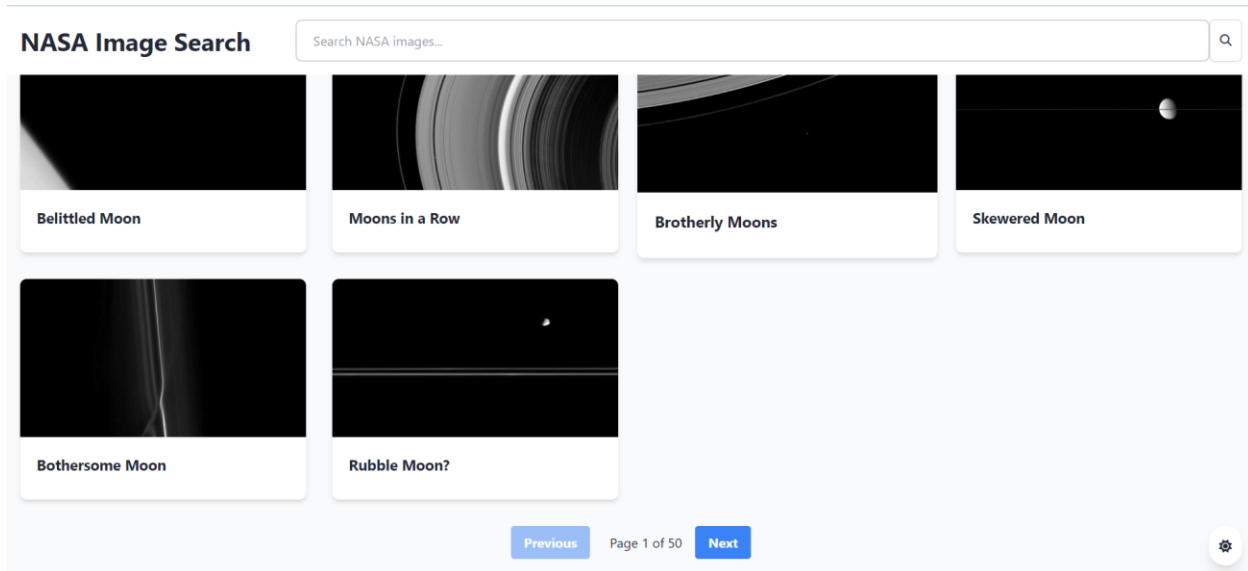 NASA Image Search
Search NASA images...
Belittled Moon
Moons in a Row
Brotherly Moons
Skewered Moon
Bothersome Moon
Rubble Moon?
Previous
Page 1 of 50
Next